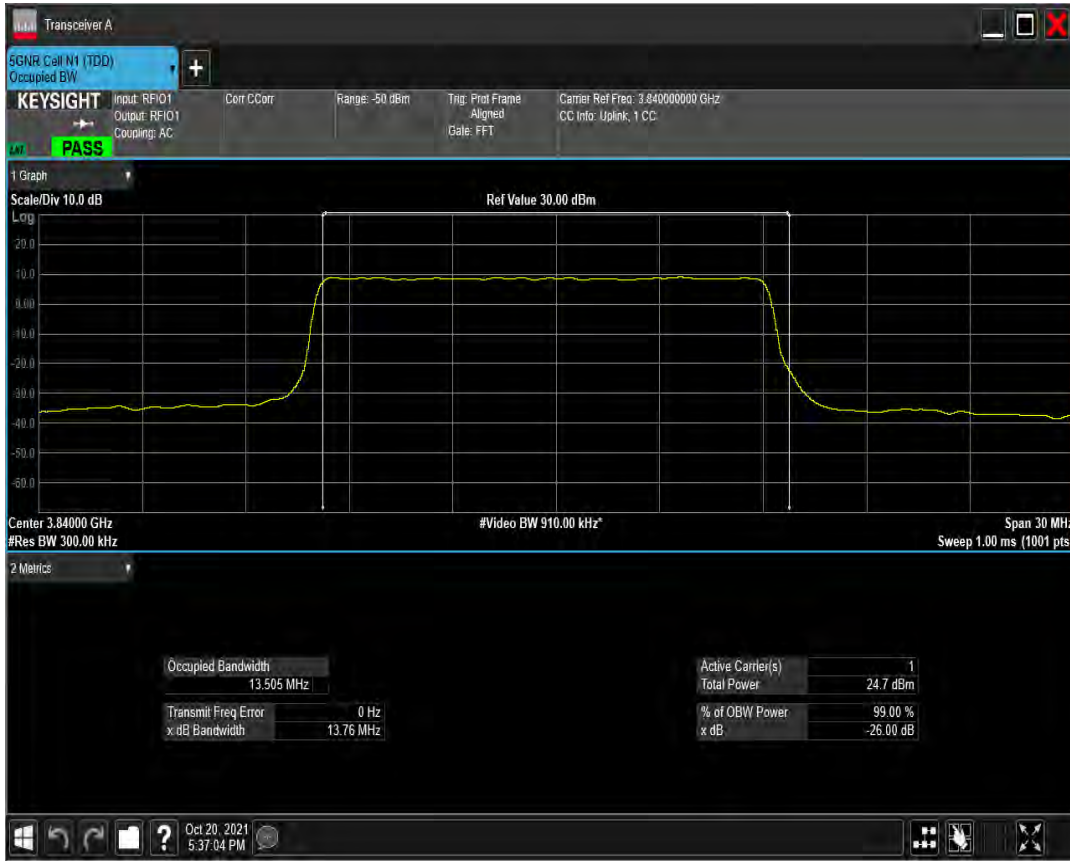 Transceiver A
5GNR Cell N1 (TDD)
Occupied BW
+
KEYSIGHT
Input: RFIO1
Output: RFIO1
Coupling: AC
Corr CCorr
Range: -50 dBm
Trig: Prot Frame
Aligned
Gate: FFT
Carrier Ref Freq: 3.840000000 GHz
CC Info: Uplink, 1 CC
PASS
1 Graph
Scale/Div 10.0 dB
Ref Value 30.00 dBm
Log
20.0
10.0
0.00
-10.0
-20.0
-30.0
-40.0
-50.0
-60.0
Center 3.84000 GHz
#Video BW 910.00 kHz*
Span 30 MHz
#Res BW 300.00 kHz
Sweep 1.00 ms (1001 pts
2 Metrics
Occupied Bandwidth
13.505 MHz
Transmit Freq Error 0 Hz
x dB Bandwidth 13.76 MHz
Active Carrier(s) 1
Total Power 24.7 dBm
% of OBW Power 99.00 %
x dB -26.00 dB
?
Oct 20, 2021
5:37:04 PM